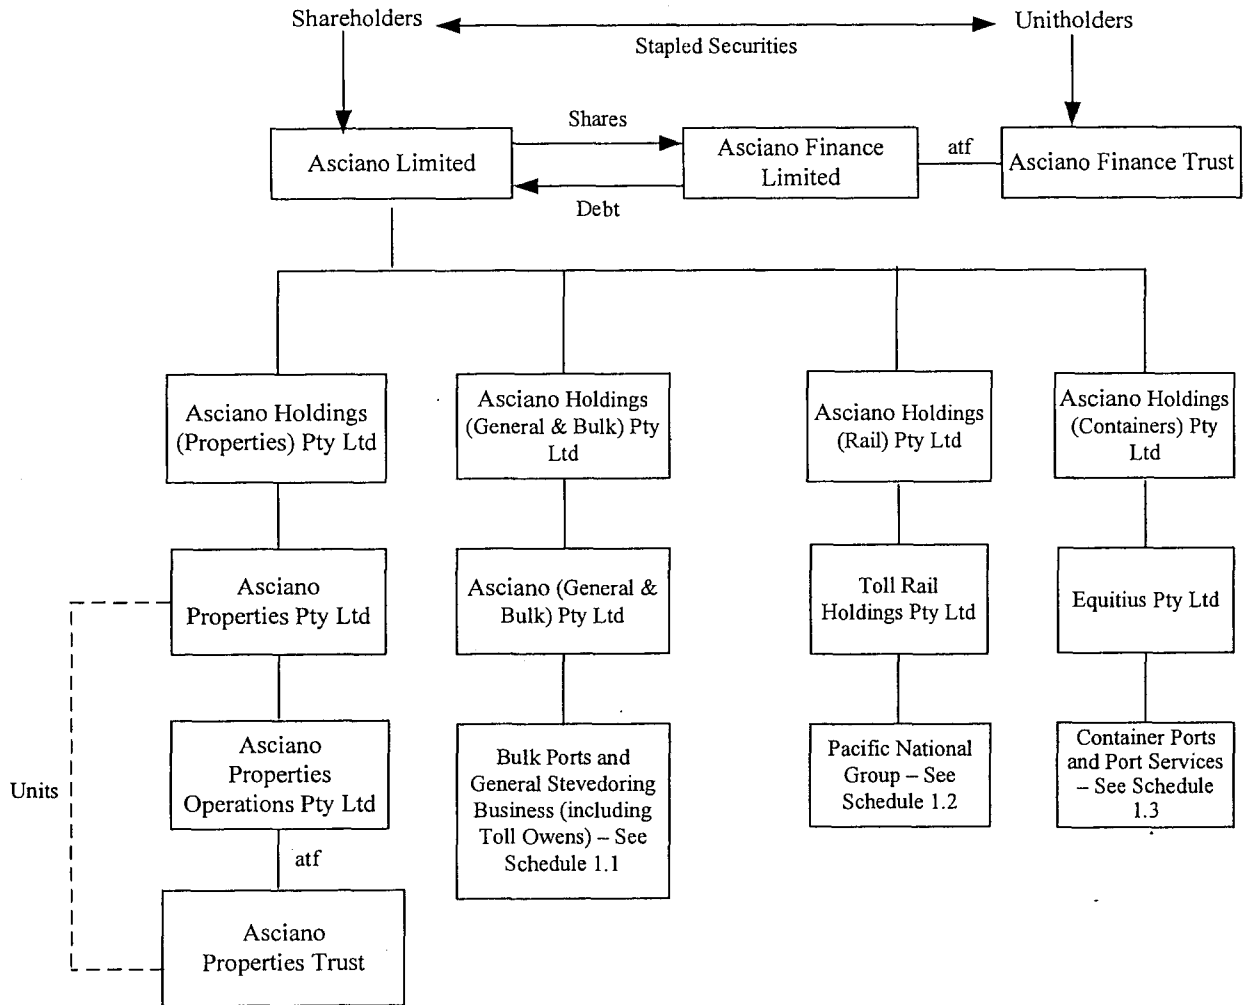 Shareholders
Unitholders
Stapled Securities
Shares
Asciano Limited
Asciano Finance
Limited
atf
Asciano Finance Trust
Debt
Asciano Holdings
(Properties) Pty Ltd
Asciano Holdings
(General & Bulk) Pty
Ltd
Asciano Holdings
(Rail) Pty Ltd
Asciano Holdings
(Containers) Pty
Ltd
Asciano
Properties Pty Ltd
Asciano (General &
Bulk) Pty Ltd
Toll Rail
Holdings Pty Ltd
Equitius Pty Ltd
Units
Asciano
Properties
Operations Pty Ltd
Bulk Ports and
General Stevedoring
Business (including
Toll Owens) – See
Schedule 1.1
Pacific National
Group – See
Schedule 1.2
Container Ports
and Port Services
– See Schedule
1.3
atf
Asciano
Properties Trust